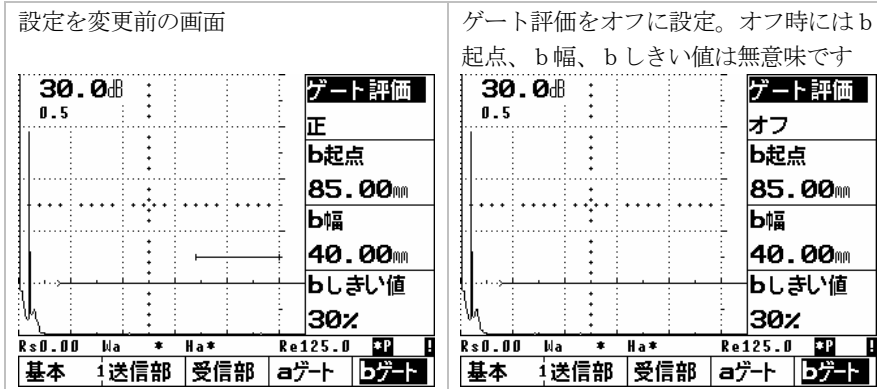 設定を変更前の画面
30.0dB
0.5
ゲート評価
正
b起点
85.00mm
b幅
40.00mm
bしきい値
30%
Rs0.00 Wa * Ha* Re125.0 *P !
基本 1送信部 受信部 aゲート bゲート
ゲート評価をオフに設定。オフ時にはb
起点、b幅、bしきい値は無意味です
30.0dB
0.5
ゲート評価
オフ
b起点
85.00mm
b幅
40.00mm
bしきい値
30%
Rs0.00 Wa * Ha* Re125.0 *P !
基本 1送信部 受信部 aゲート bゲート